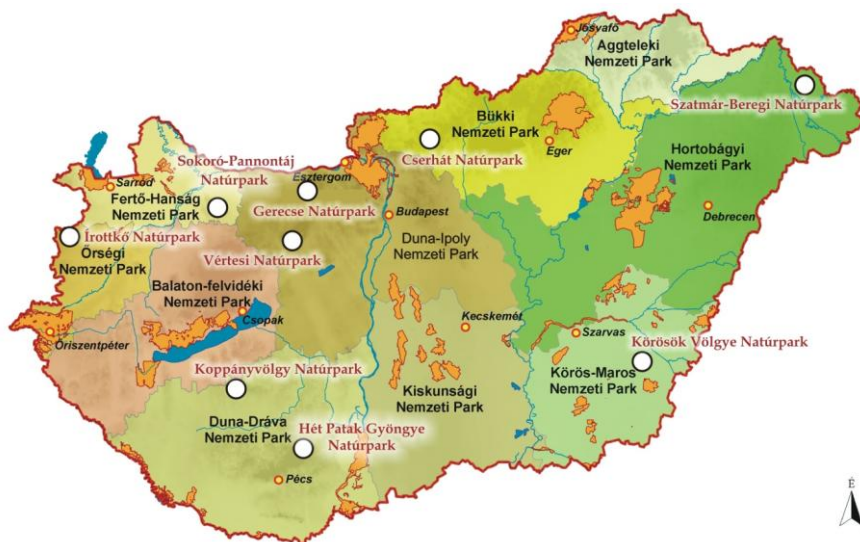 Jósvafő
Aggteleki
Nemzeti Park
Szatmár-Beregi Natúrpark
Bükki
Nemzeti Park
Eger
Cserhát Natúrpark
Hortobágyi
Nemzeti Park
Debrecen
Sokoró-Pannontáj
Natúrpark
Sarród
Fertő-Hanság
Nemzeti Park
Esztergom
Gerecse Natúrpark
Budapest
Írottkő Natúrpark
Őrségi
Nemzeti Park
Vértesi Natúrpark
Duna-Ipoly
Nemzeti Park
Balaton-felvidéki
Nemzeti Park
Csopak
Őriszentpéter
Kecskemét
Szarvas
Körösök Völgye Natúrpark
Koppányvölgy Natúrpark
Körös-Maros
Nemzeti Park
Kiskunsági
Nemzeti Park
Duna-Dráva
Nemzeti Park
Hét Patak Gyöngye
Natúrpark
Pécs
É